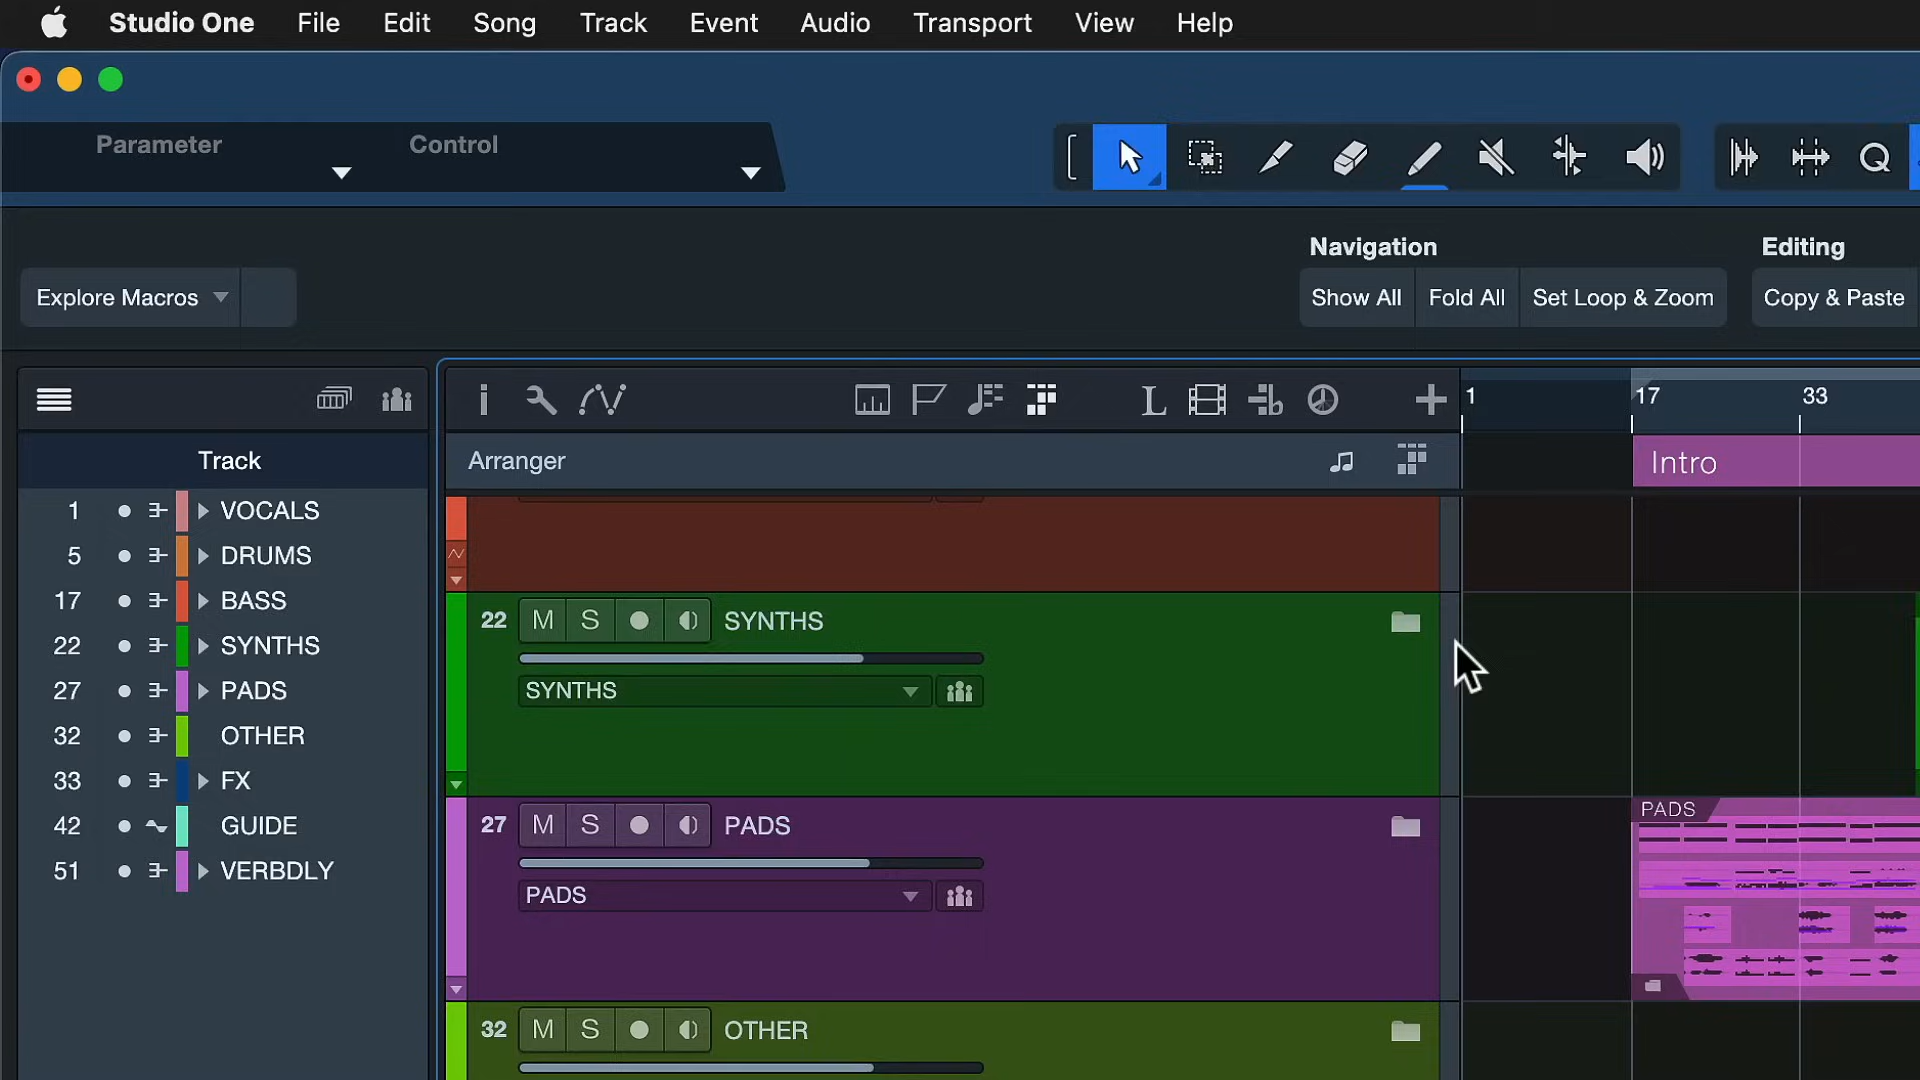 Studio One File Edit Song Track Event Audio Transport View Help
Parameter Control
Navigation Editing
Explore Macros Show All Fold All Set Loop & Zoom Copy & Paste
1 17 33
Track Arranger Intro
1 VOCALS
5 DRUMS
17 BASS
22 SYNTHS
27 PADS
32 OTHER
33 FX
42 GUIDE
51 VERBDLY
22 M S SYNTHS
SYNTHS
27 M S PADS
PADS
32 M S OTHER
PADS